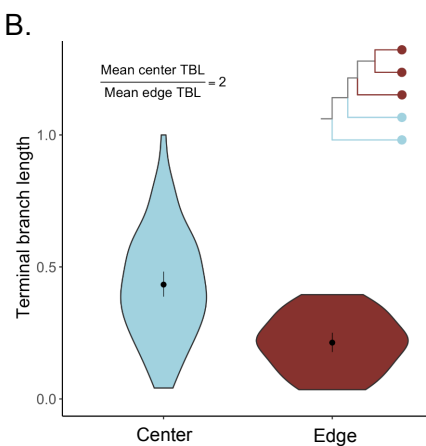 B.
Mean center TBL
Mean edge TBL
= 2
Terminal branch length
1.0
0.5
0.0
Center
Edge